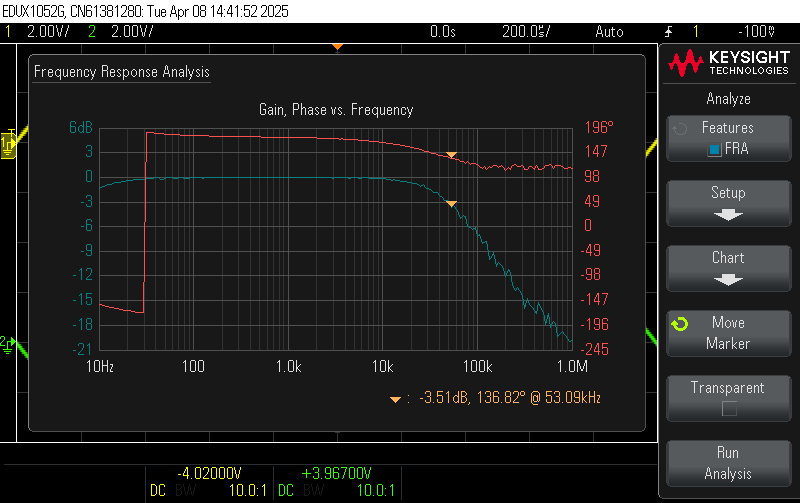 EDUX1052G, CN61381280: Tue Apr 08 14:41:52 2025
1 2.00V/ 2 2.00V/ 0.0s 200.0s/ Auto 1 -100V
KEYSIGHT
TECHNOLOGIES
Frequency Response Analysis
Analyze
Gain, Phase vs. Frequency
Features
FRA
6dB 196°
3 147
0 98
-3 49
-6 0
-9 -49
-12 -98
-15 -147
-18 -196
-21 -245
10Hz 100 1.0k 10k 100k 1.0M
: -3.51dB, 136.82° @ 53.09kHz
Setup
Chart
Move
Marker
Transparent
Run
Analysis
T
1
2
-4.02000V +3.96700V
DC BW 10.0:1 DC BW 10.0:1